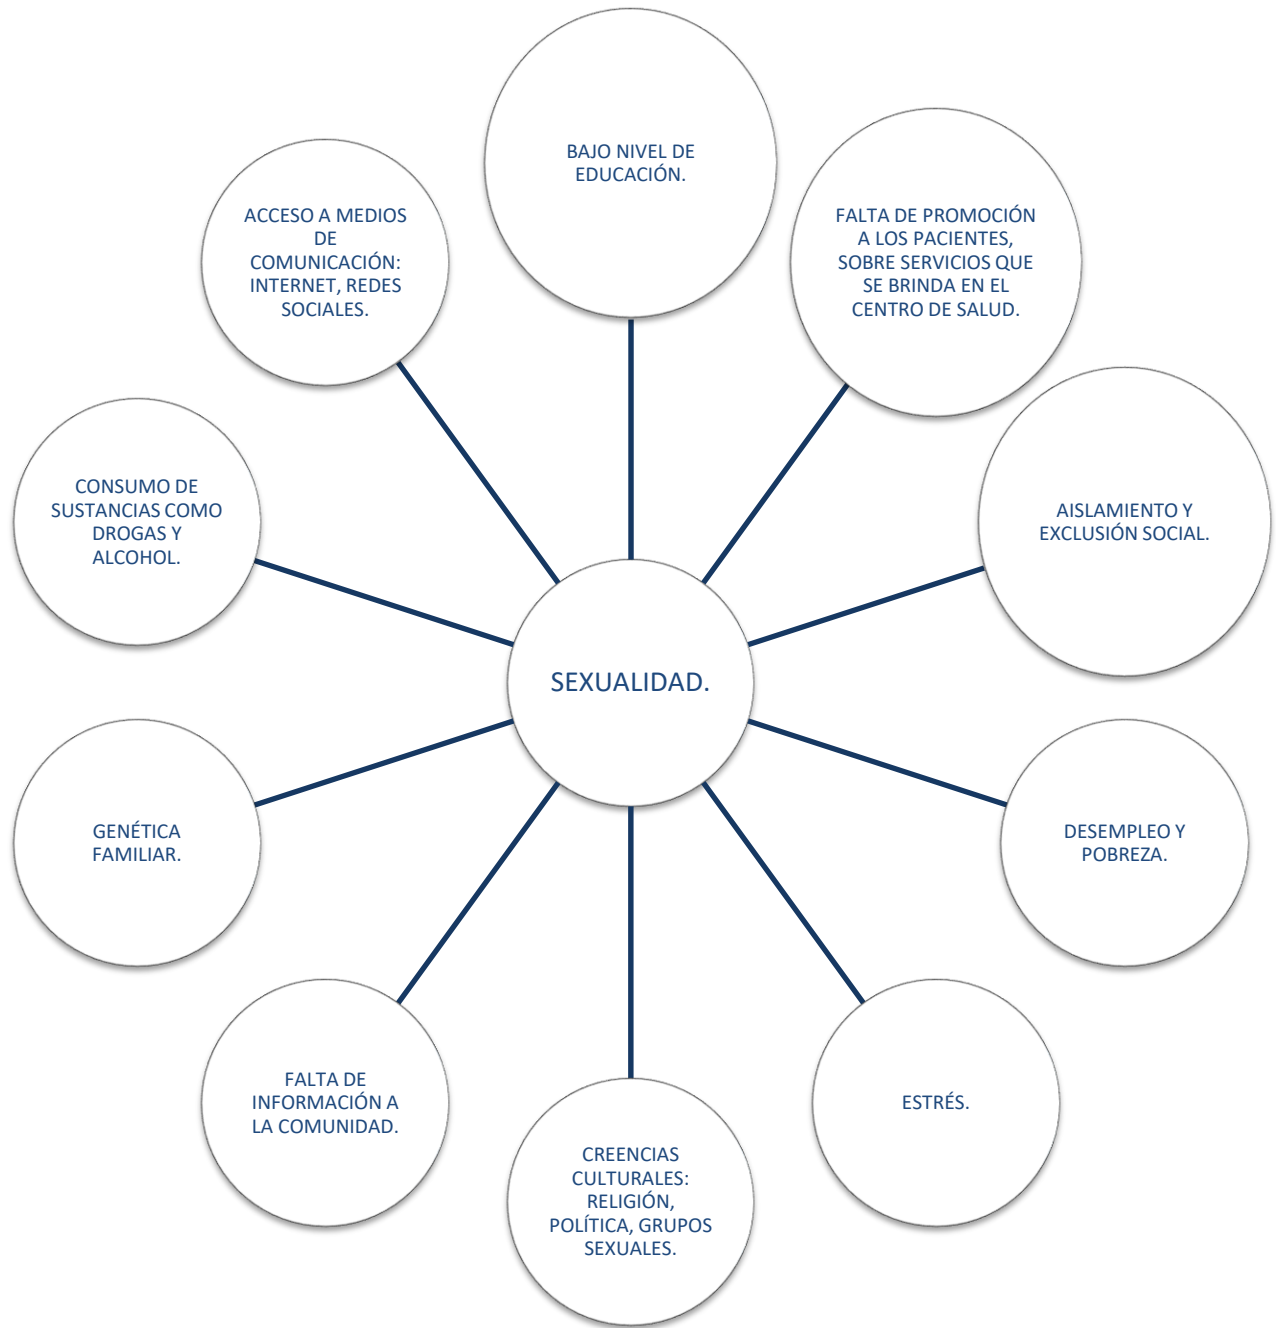 BAJO NIVEL DE
EDUCACIÓN.
FALTA DE PROMOCIÓN
A LOS PACIENTES,
SOBRE SERVICIOS QUE
SE BRINDA EN EL
CENTRO DE SALUD.
AISLAMIENTO Y
EXCLUSIÓN SOCIAL.
DESEMPLEO Y
POBREZA.
ESTRÉS.
CREENCIAS
CULTURALES:
RELIGIÓN,
POLÍTICA, GRUPOS
SEXUALES.
FALTA DE
INFORMACIÓN A
LA COMUNIDAD.
GENÉTICA
FAMILIAR.
CONSUMO DE
SUSTANCIAS COMO
DROGAS Y
ALCOHOL.
ACCESO A MEDIOS
DE
COMUNICACIÓN:
INTERNET, REDES
SOCIALES.
SEXUALIDAD.